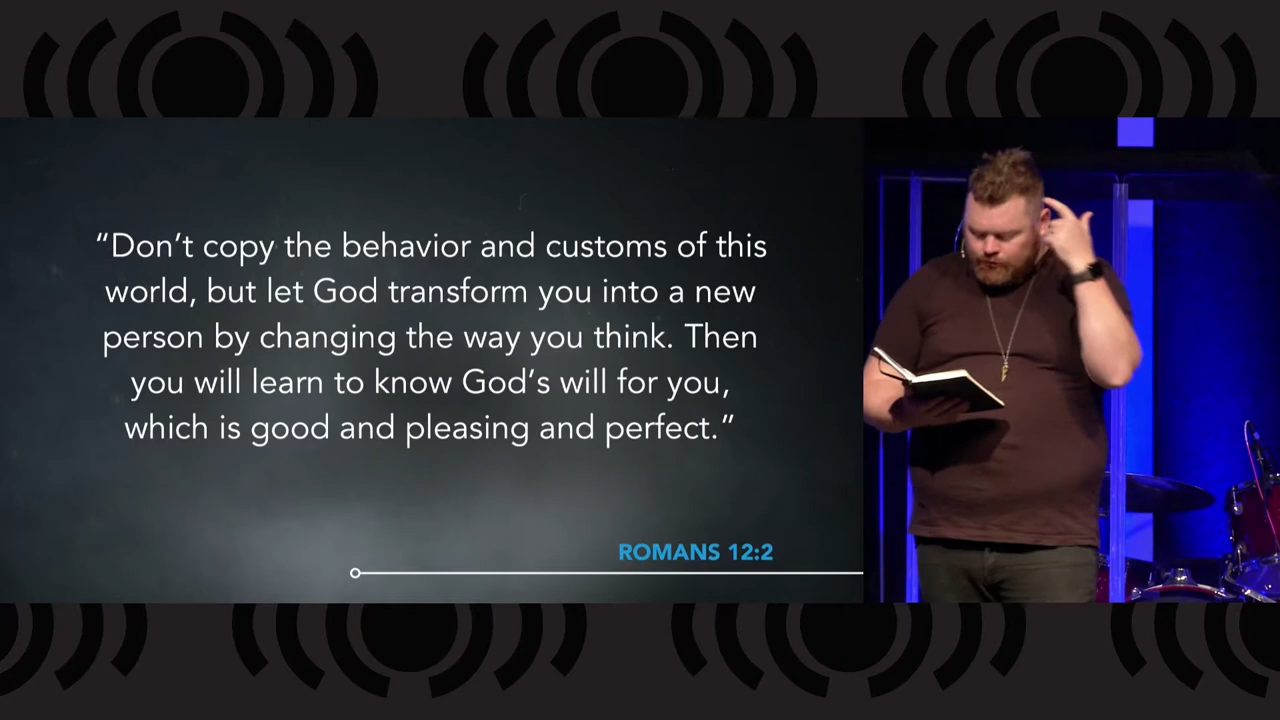 “Don’t copy the behavior and customs of this
world, but let God transform you into a new
person by changing the way you think. Then
you will learn to know God’s will for you,
which is good and pleasing and perfect.”
ROMANS 12:2